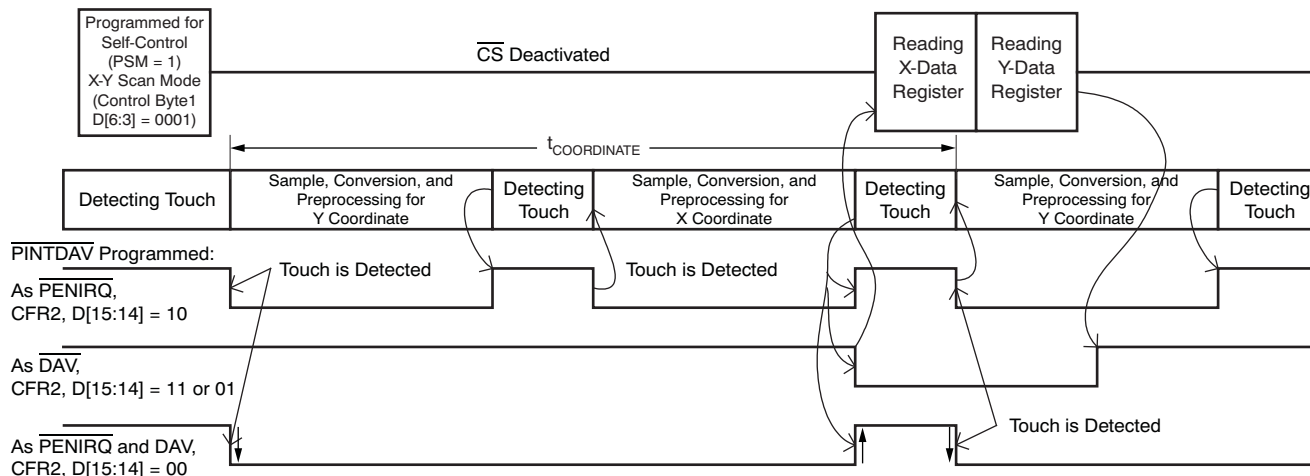 Programmed for
Self-Control
(PSM = 1)
X-Y Scan Mode
(Control Byte1
D[6:3] = 0001)
CS Deactivated
Reading
X-Data
Register
Reading
Y-Data
Register
tCOORDINATE
Detecting Touch
Sample, Conversion, and
Preprocessing for
Y Coordinate
Detecting
Touch
Sample, Conversion, and
Preprocessing for
X Coordinate
Detecting
Touch
Sample, Conversion, and
Preprocessing for
Y Coordinate
Detecting
Touch
PINTDAV Programmed:
Touch is Detected
Touch is Detected
As PENIRQ,
CFR2, D[15:14] = 10
As DAV,
CFR2, D[15:14] = 11 or 01
Touch is Detected
As PENIRQ and DAV,
CFR2, D[15:14] = 00